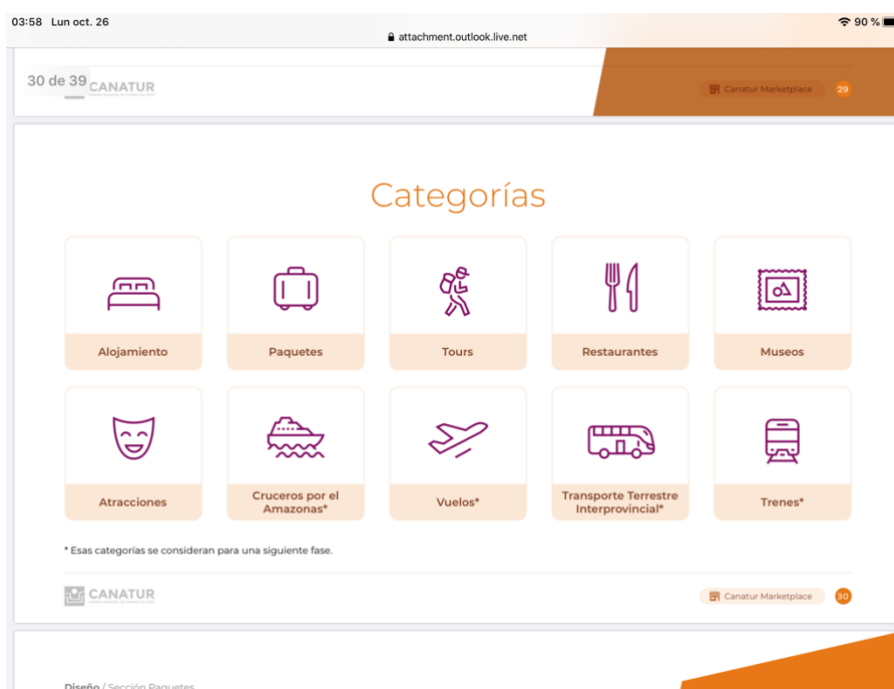 03:58 Lun oct. 26
90 %
attachment.outlook.live.net
30 de 39
CANATUR
Canatur Marketplace 29
Categorías
Alojamiento
Paquetes
Tours
Restaurantes
Museos
Atracciones
Cruceros por el
Amazonas*
Vuelos*
Transporte Terrestre
Interprovincial*
Trenes*
* Esas categorías se consideran para una siguiente fase.
CANATUR
Canatur Marketplace 30
Diseño / Sección Paquetes